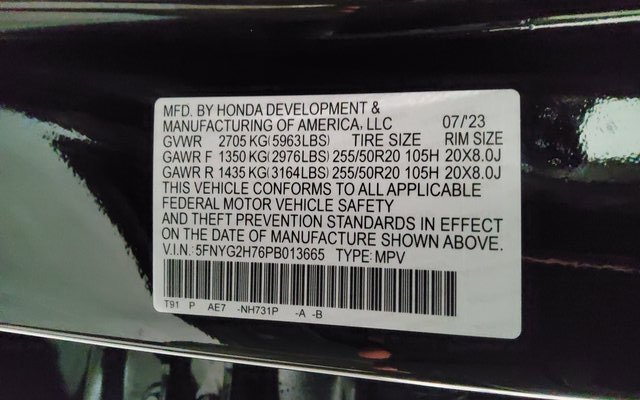 MFD. BY HONDA DEVELOPMENT &
MANUFACTURING OF AMERICA, LLC 07/'23
GVWR 2705 KG(5963LBS) TIRE SIZE RIM SIZE
GAWR F 1350 KG(2976LBS) 255/50R20 105H 20X8.0J
GAWR R 1435 KG(3164LBS) 255/50R20 105H 20X8.0J
THIS VEHICLE CONFORMS TO ALL APPLICABLE
FEDERAL MOTOR VEHICLE SAFETY
AND THEFT PREVENTION STANDARDS IN EFFECT
ON THE DATE OF MANUFACTURE SHOWN ABOVE.
V.I.N.: 5FNYG2H76PB013665 TYPE: MPV
T91 P AE7 -NH731P -A -B